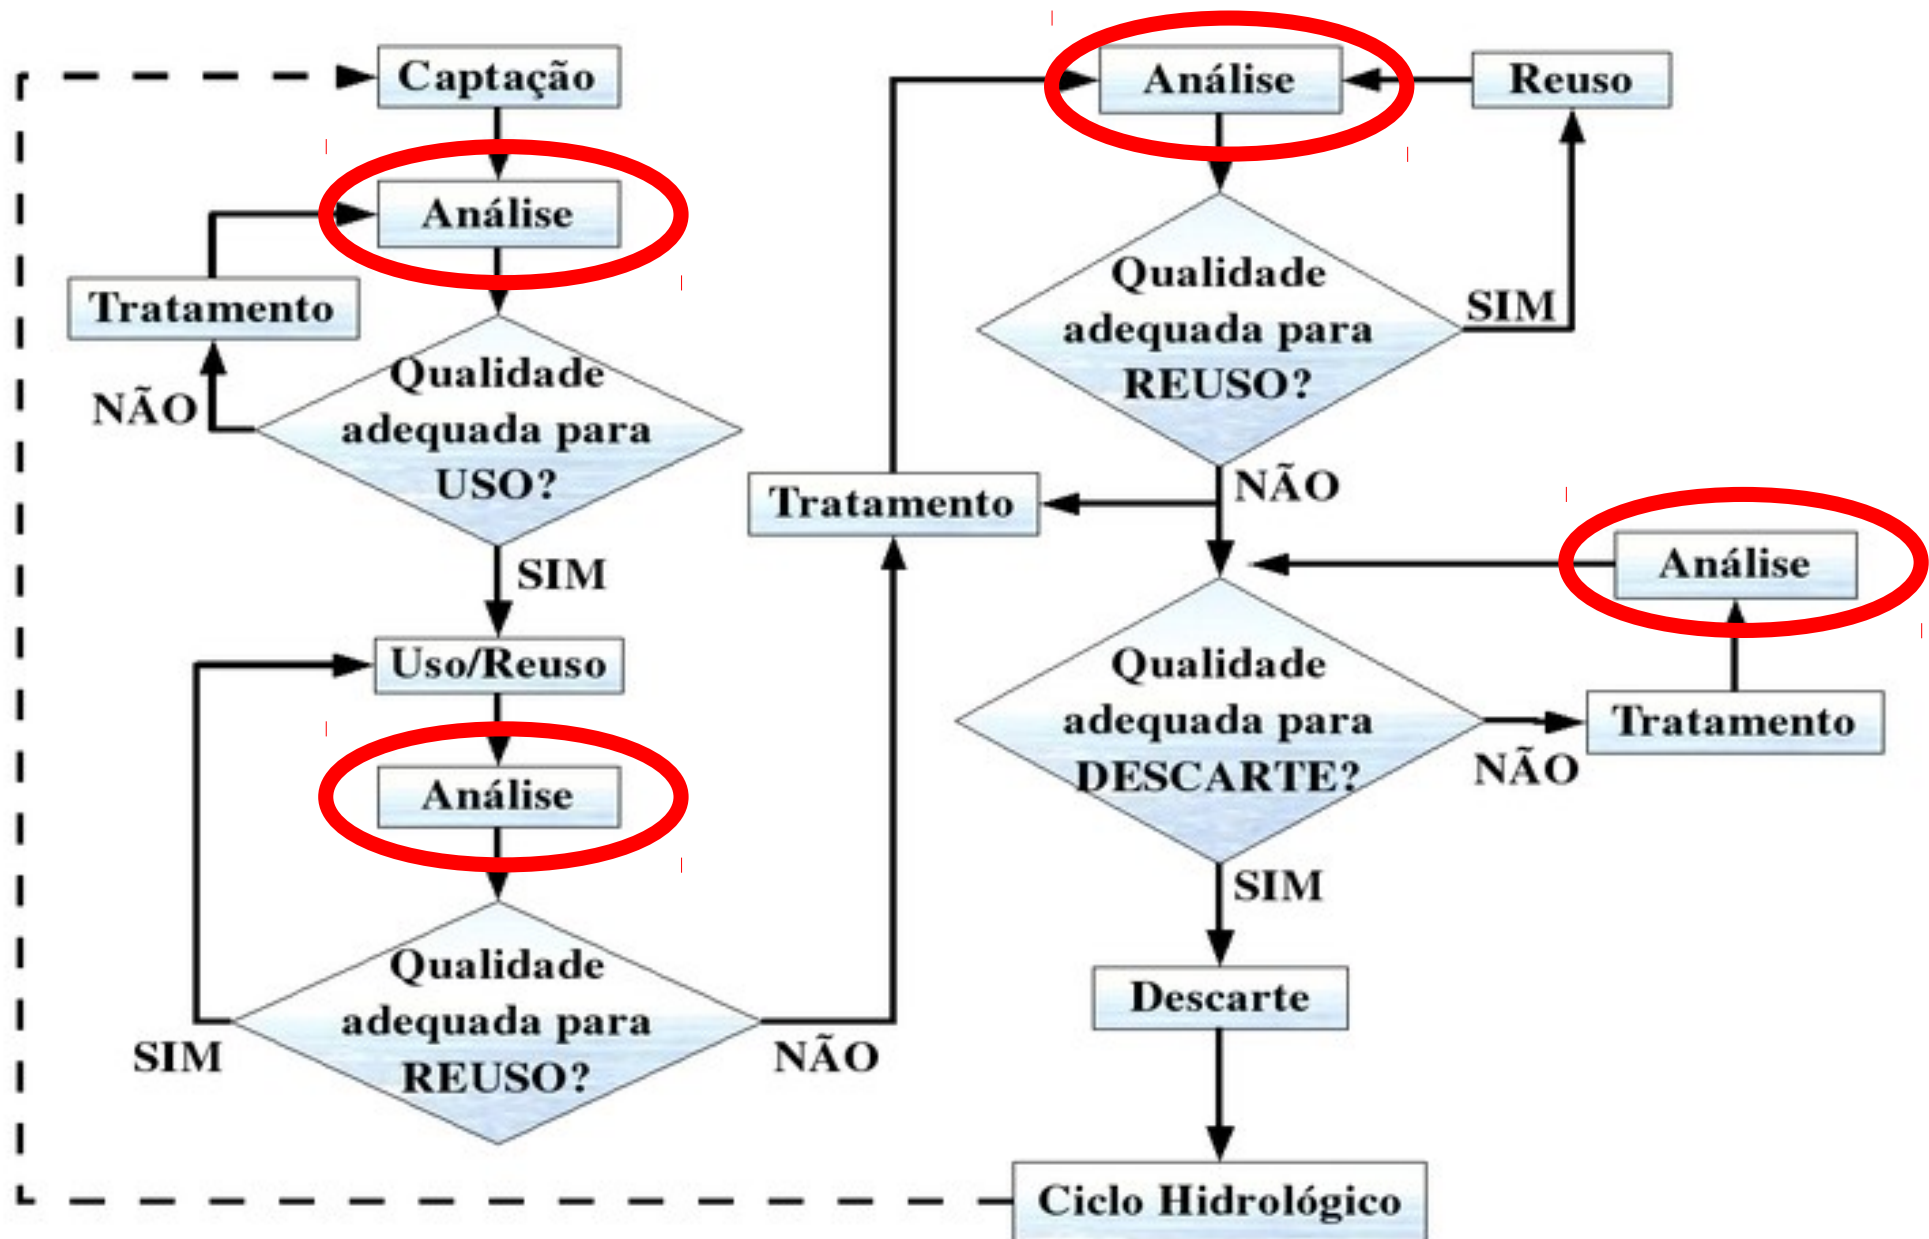 Captação
Análise
Tratamento
NÃO
Qualidade
adequada para
USO?
SIM
Uso/Reuso
Análise
Qualidade
adequada para
REUSO?
SIM
NÃO
Tratamento
Análise
Reuso
Qualidade
adequada para
REUSO?
SIM
NÃO
Análise
Qualidade
adequada para
DESCARTE?
NÃO
Tratamento
SIM
Descarte
Ciclo Hidrológico